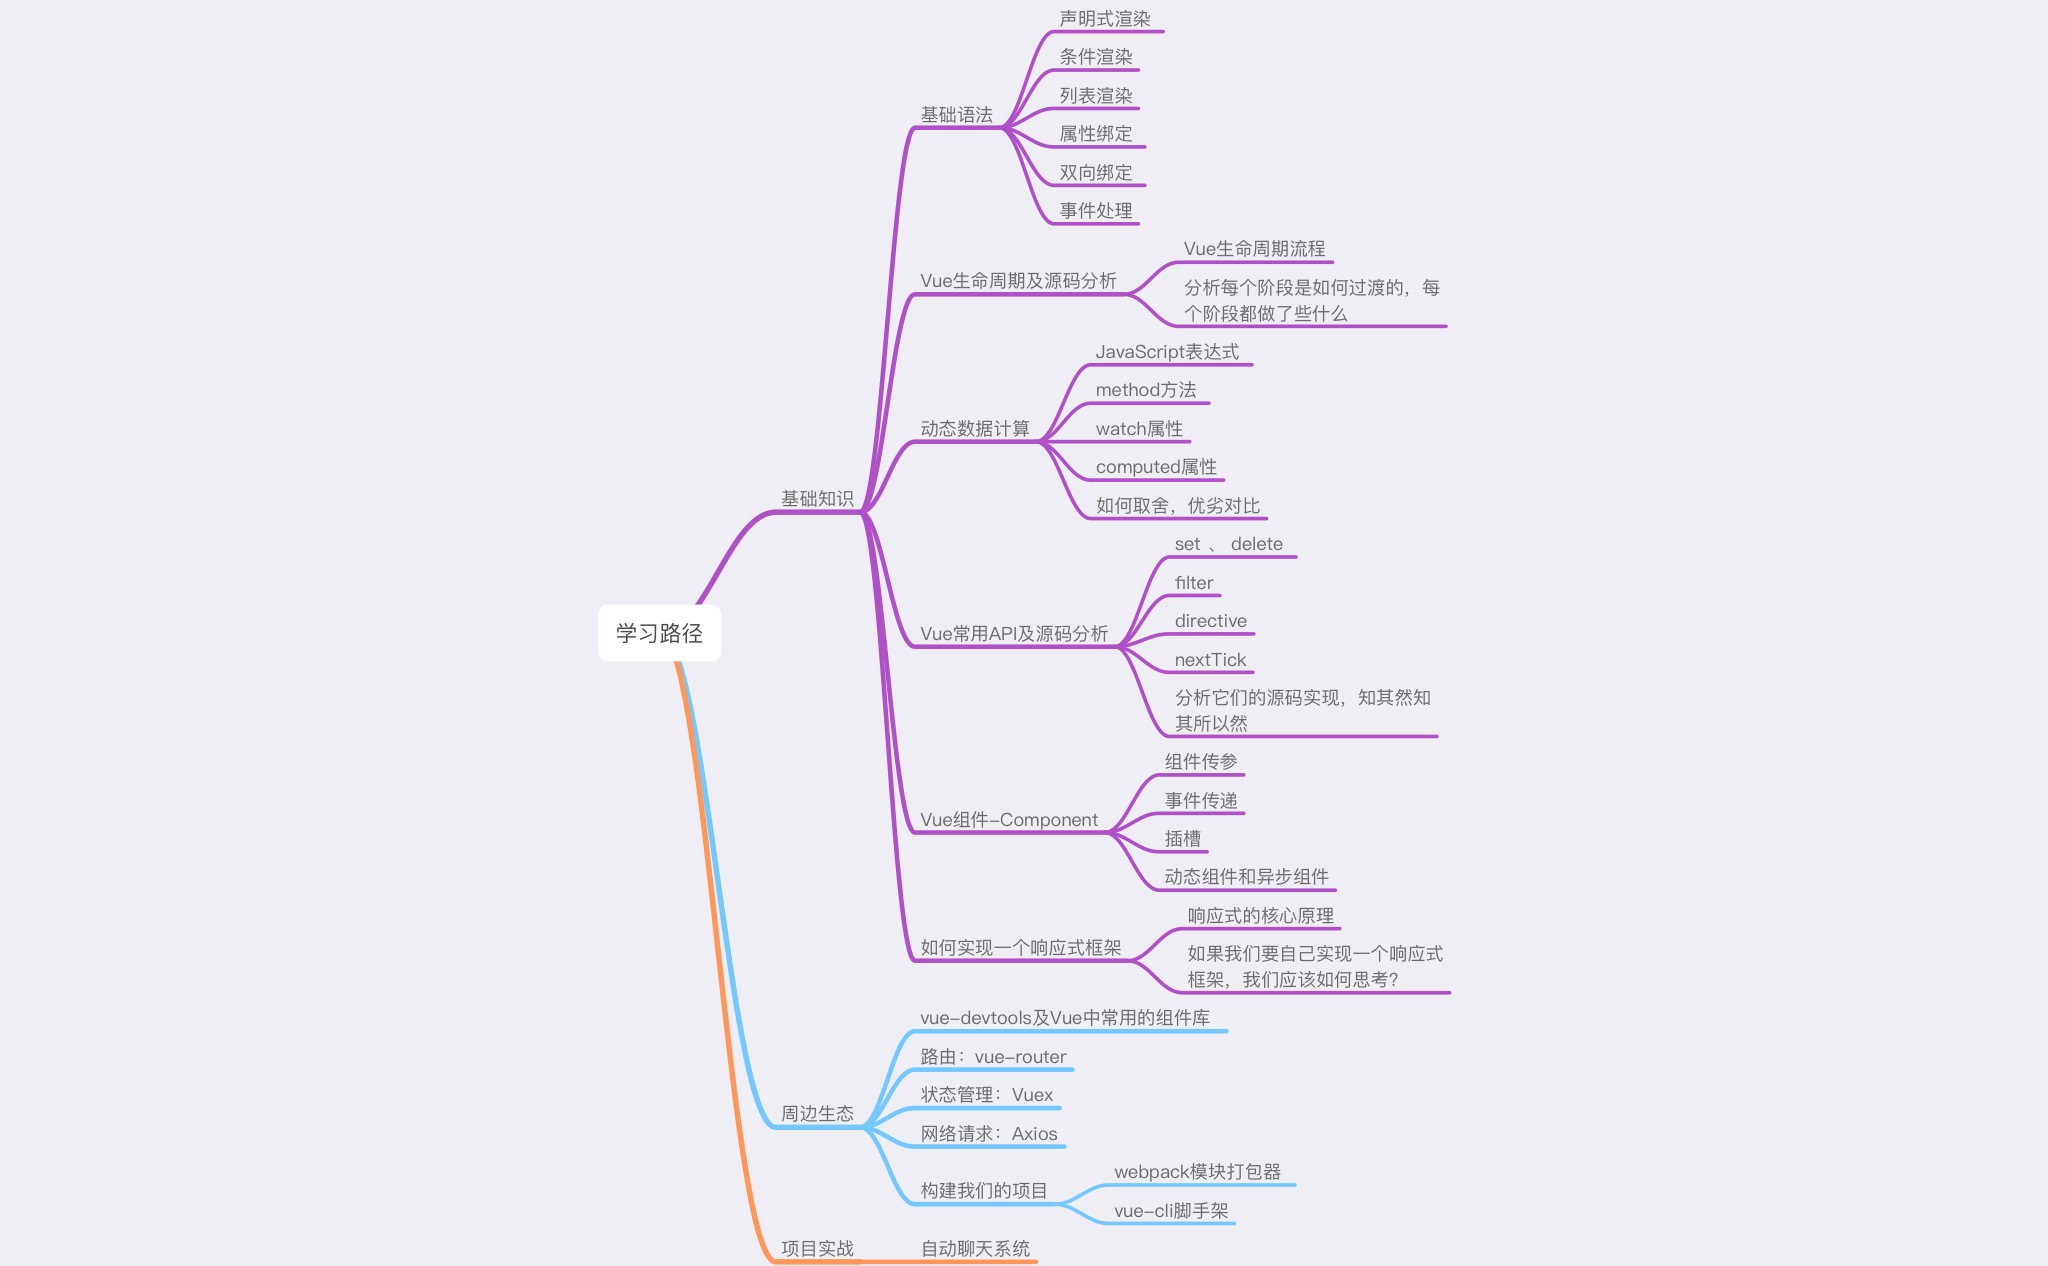 声明式渲染
条件渲染
列表渲染
基础语法
属性绑定
双向绑定
事件处理
Vue生命周期流程
Vue生命周期及源码分析
分析每个阶段是如何过渡的，每
个阶段都做了些什么
JavaScript表达式
method方法
动态数据计算
watch属性
computed属性
基础知识
如何取舍，优劣对比
set 、 delete
filter
directive
学习路径
Vue常用API及源码分析
nextTick
分析它们的源码实现，知其然知
其所以然
组件传参
事件传递
Vue组件-Component
插槽
动态组件和异步组件
响应式的核心原理
如何实现一个响应式框架
如果我们要自己实现一个响应式
框架，我们应该如何思考？
vue-devtools及Vue中常用的组件库
路由：vue-router
状态管理：Vuex
周边生态
网络请求：Axios
webpack模块打包器
构建我们的项目
vue-cli脚手架
项目实战
自动聊天系统